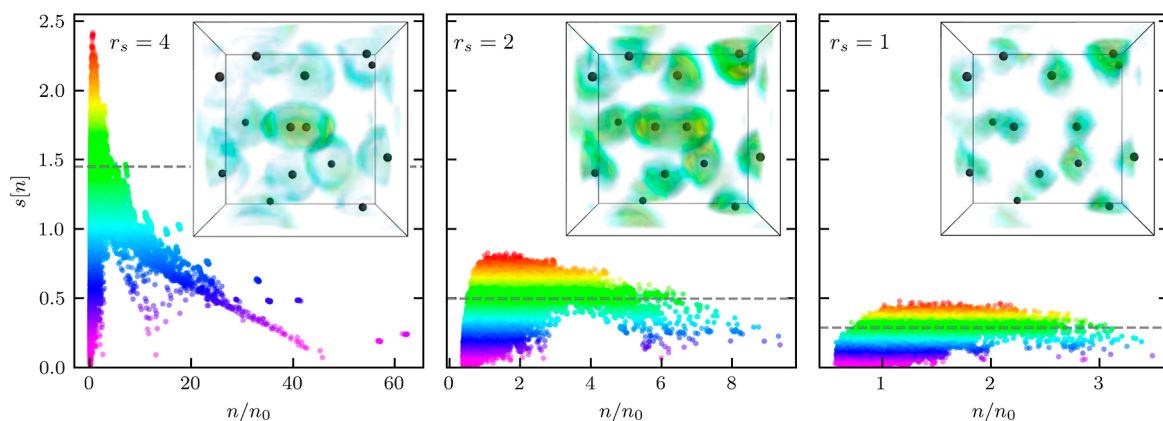 r_s = 4
r_s = 2
r_s = 1
s[n]
2.5
2.0
1.5
1.0
0.5
0.0
0 20 40 60
0 2 4 6 8
1 2 3
n/n_0
n/n_0
n/n_0